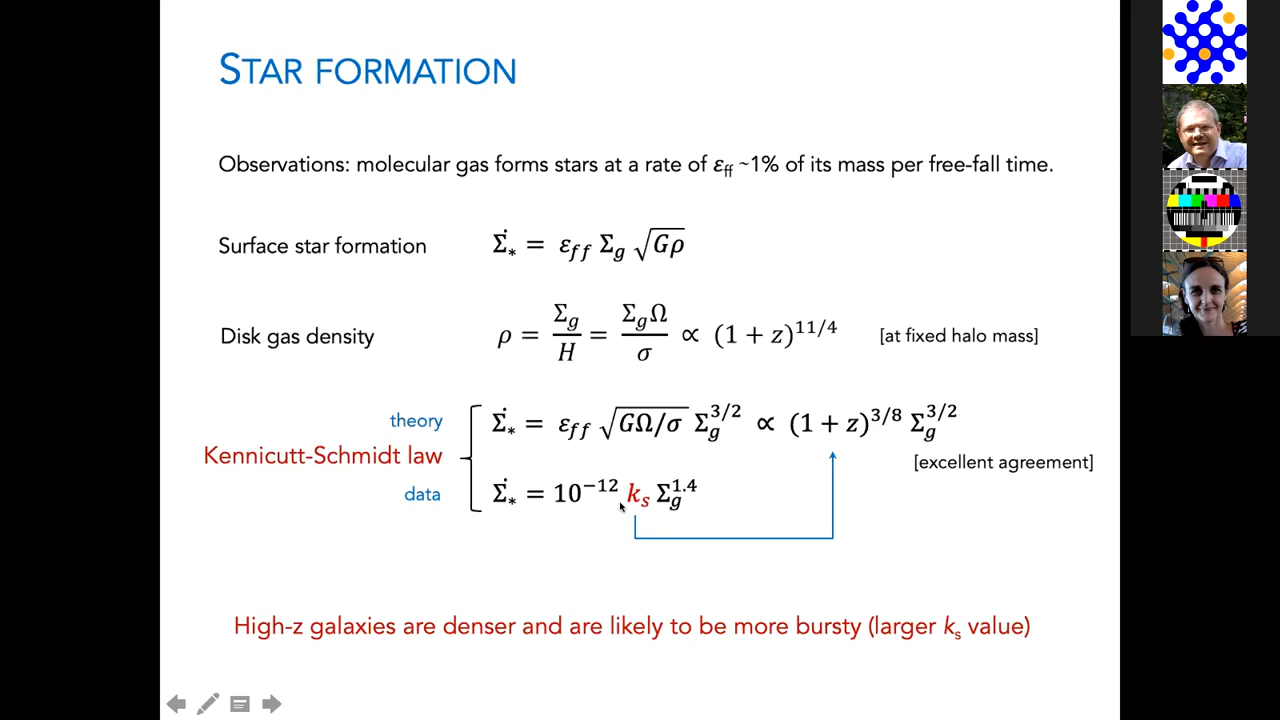 STAR FORMATION
Observations: molecular gas forms stars at a rate of εff ~1% of its mass per free-fall time.
Surface star formation Σ̇* = εff Σg √(Gρ)
Disk gas density ρ = Σg/H = ΣgΩ/σ ∝ (1 + z)^11/4 [at fixed halo mass]
theory Σ̇* = εff √(GΩ/σ) Σg^3/2 ∝ (1 + z)^3/8 Σg^3/2
Kennicutt-Schmidt law
[excellent agreement]
data Σ̇* = 10^−12 ks Σg^1.4
High-z galaxies are denser and are likely to be more bursty (larger ks value)